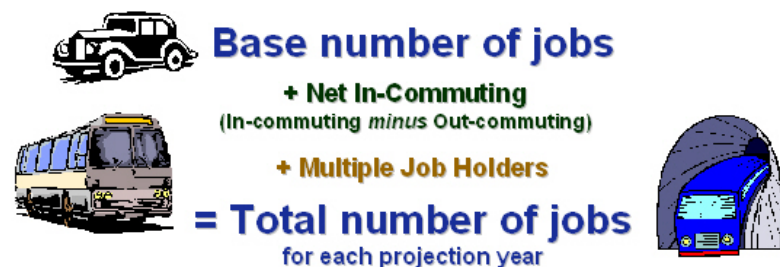 Base number of jobs
+ Net In-Commuting
(In-commuting minus Out-commuting)
+ Multiple Job Holders
= Total number of jobs
for each projection year